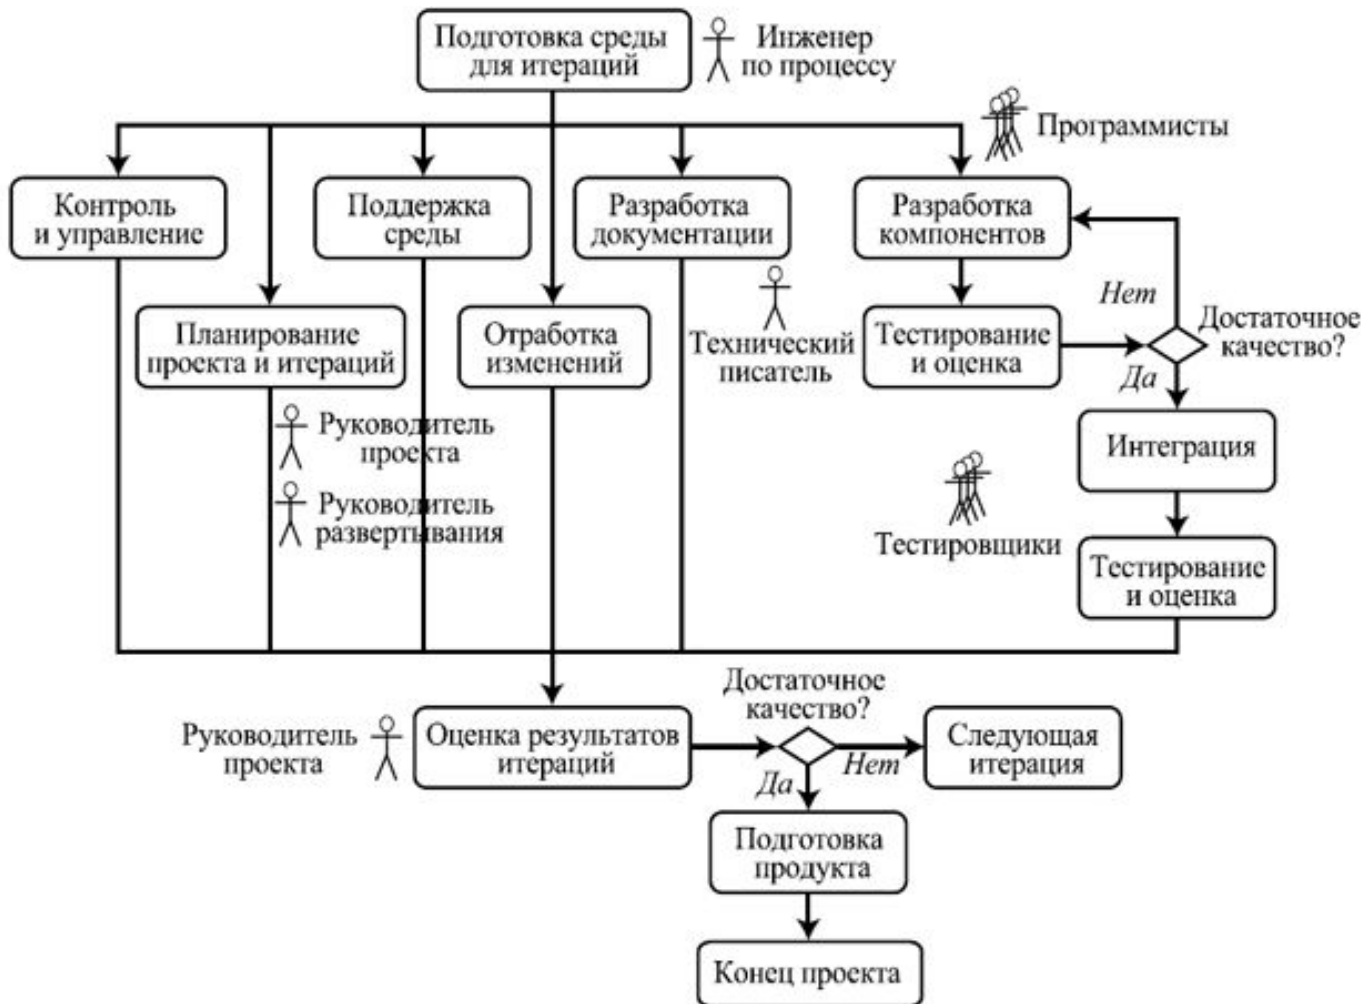 Подготовка среды
для итераций
Инженер
по процессу
Программисты
Контроль
и управление
Поддержка
среды
Разработка
документации
Разработка
компонентов
Планирование
проекта и итераций
Отработка
изменений
Технический
писатель
Тестирование
и оценка
Нет
Достаточное
качество?
Да
Руководитель
проекта
Руководитель
развертывания
Интеграция
Тестировщики
Тестирование
и оценка
Руководитель
проекта
Оценка результатов
итераций
Достаточное
качество?
Да
Нет
Следующая
итерация
Подготовка
продукта
Конец проекта